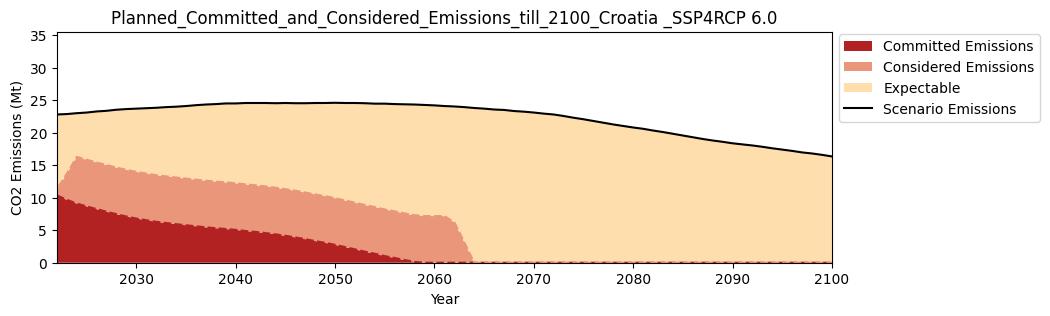 Planned_Committed_and_Considered_Emissions_till_2100_Croatia _SSP4RCP 6.0
35
30
25
20
15
10
5
0
CO2 Emissions (Mt)
2030 2040 2050 2060 2070 2080 2090 2100
Year
Committed Emissions
Considered Emissions
Expectable
Scenario Emissions